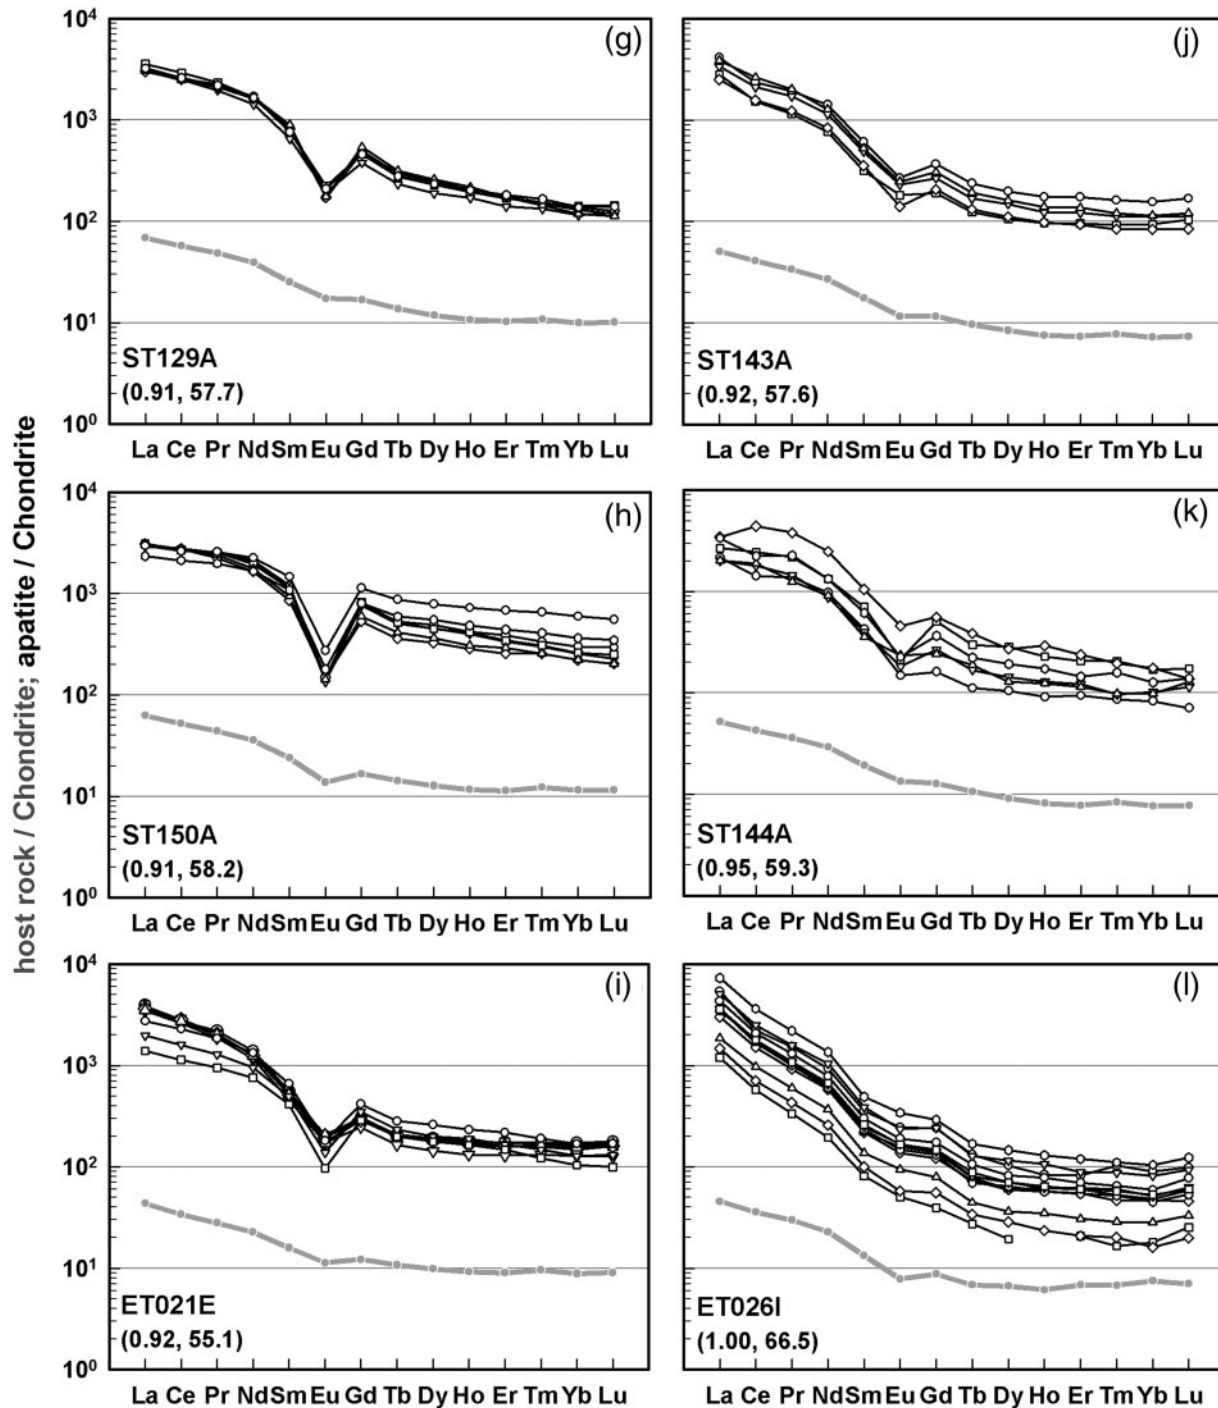 host rock / Chondrite; apatite / Chondrite
10⁴
10³
10²
10¹
10⁰
(g)
ST129A
(0.91, 57.7)
La Ce Pr Nd Sm Eu Gd Tb Dy Ho Er Tm Yb Lu
(j)
ST143A
(0.92, 57.6)
La Ce Pr Nd Sm Eu Gd Tb Dy Ho Er Tm Yb Lu
10⁴
10³
10²
10¹
10⁰
(h)
ST150A
(0.91, 58.2)
La Ce Pr Nd Sm Eu Gd Tb Dy Ho Er Tm Yb Lu
(k)
ST144A
(0.95, 59.3)
La Ce Pr Nd Sm Eu Gd Tb Dy Ho Er Tm Yb Lu
10⁴
10³
10²
10¹
10⁰
(i)
ET021E
(0.92, 55.1)
La Ce Pr Nd Sm Eu Gd Tb Dy Ho Er Tm Yb Lu
(l)
ET026I
(1.00, 66.5)
La Ce Pr Nd Sm Eu Gd Tb Dy Ho Er Tm Yb Lu